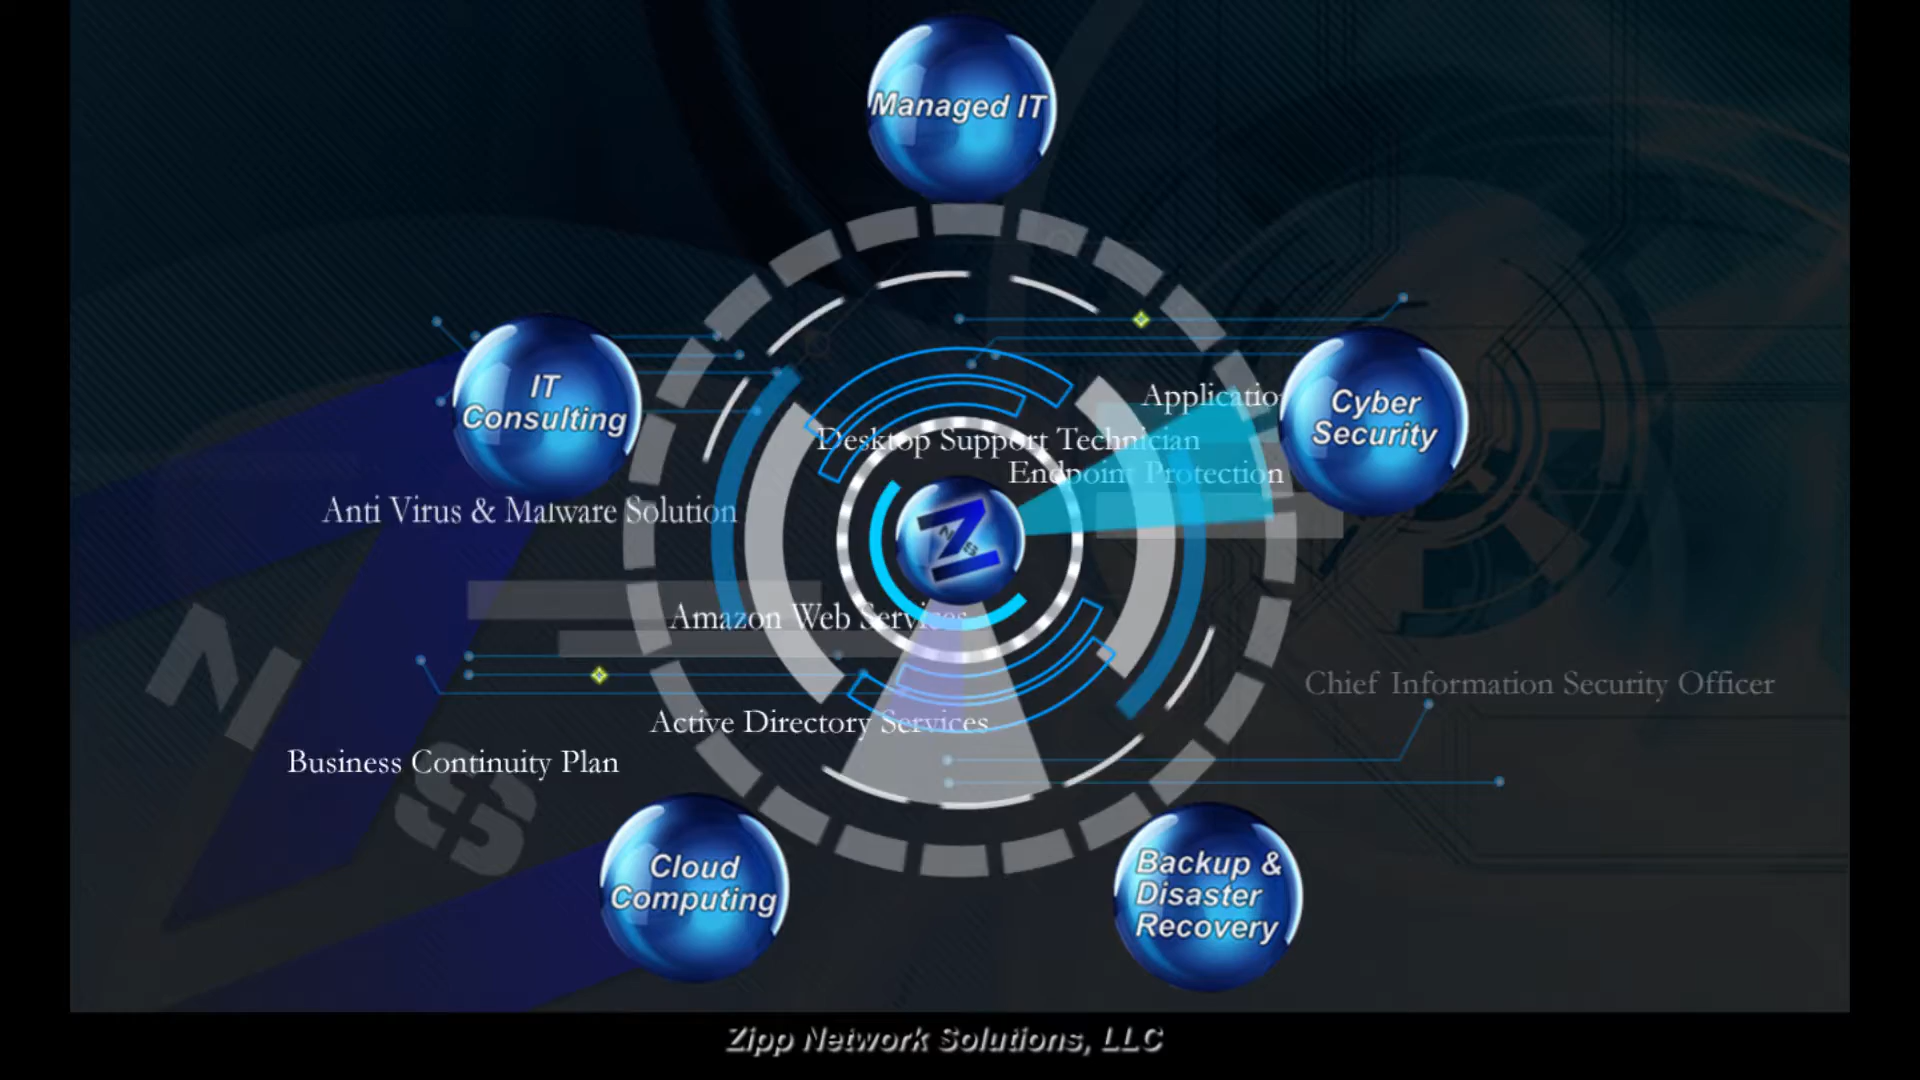 Managed IT
IT
Consulting
Cyber
Security
Desktop Support Technician
Endpoint Protection
Anti Virus & Malware Solution
Z
N
S
Amazon Web Services
Chief Information Security Officer
Active Directory Services
Business Continuity Plan
N
S
Cloud
Computing
Backup &
Disaster
Recovery
Zipp Network Solutions, LLC